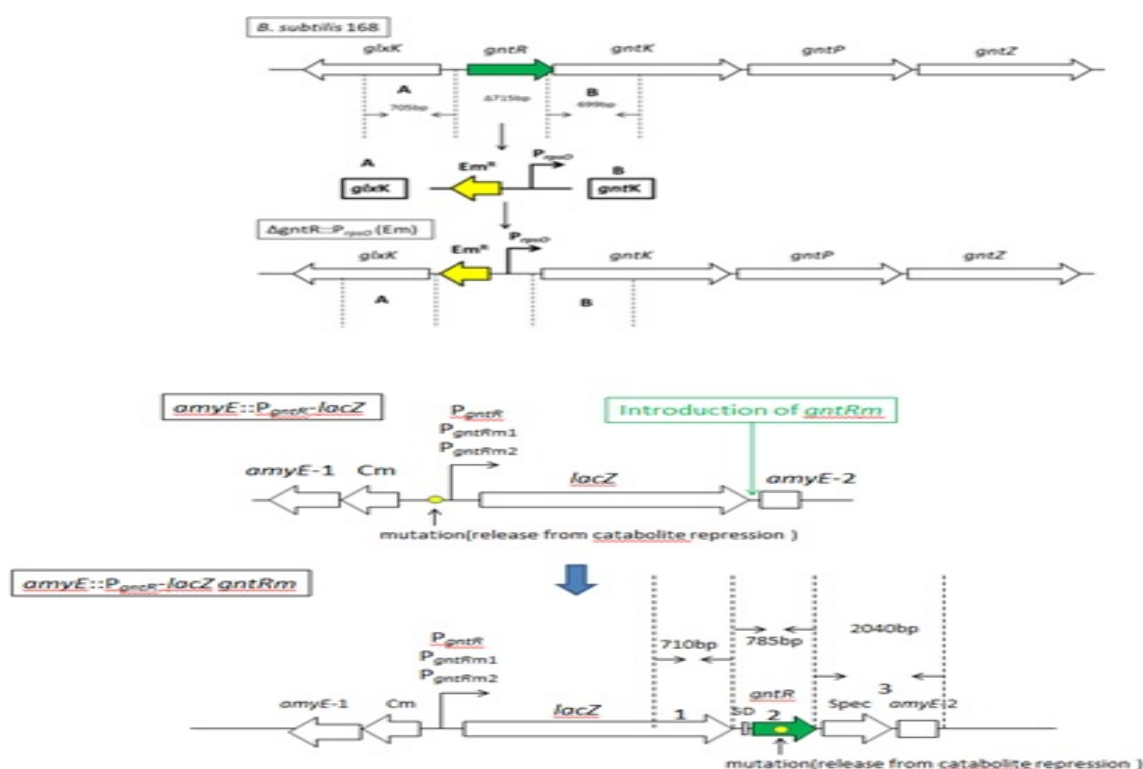 B. subtilis 168
glxK gntR gntK gntP gntZ
A B
705bp Δ715bp 699bp
A Emᴿ PrpsO B
glxK gntK
ΔgntR::PrpsO (Em)
glxK Emᴿ PrpsO gntK gntP gntZ
A B
amyE::PgntR-lacZ
Introduction of gntRm
PgntR
PgntRm1
PgntRm2
amyE-1 Cm lacZ amyE-2
mutation(release from catabolite repression )
amyE::PgntR-lacZ gntRm
710bp 785bp 2040bp
PgntR
PgntRm1
PgntRm2
amyE-1 Cm lacZ 1 SD gntR 2 Spec 3 amyE-2
mutation(release from catabolite repression )